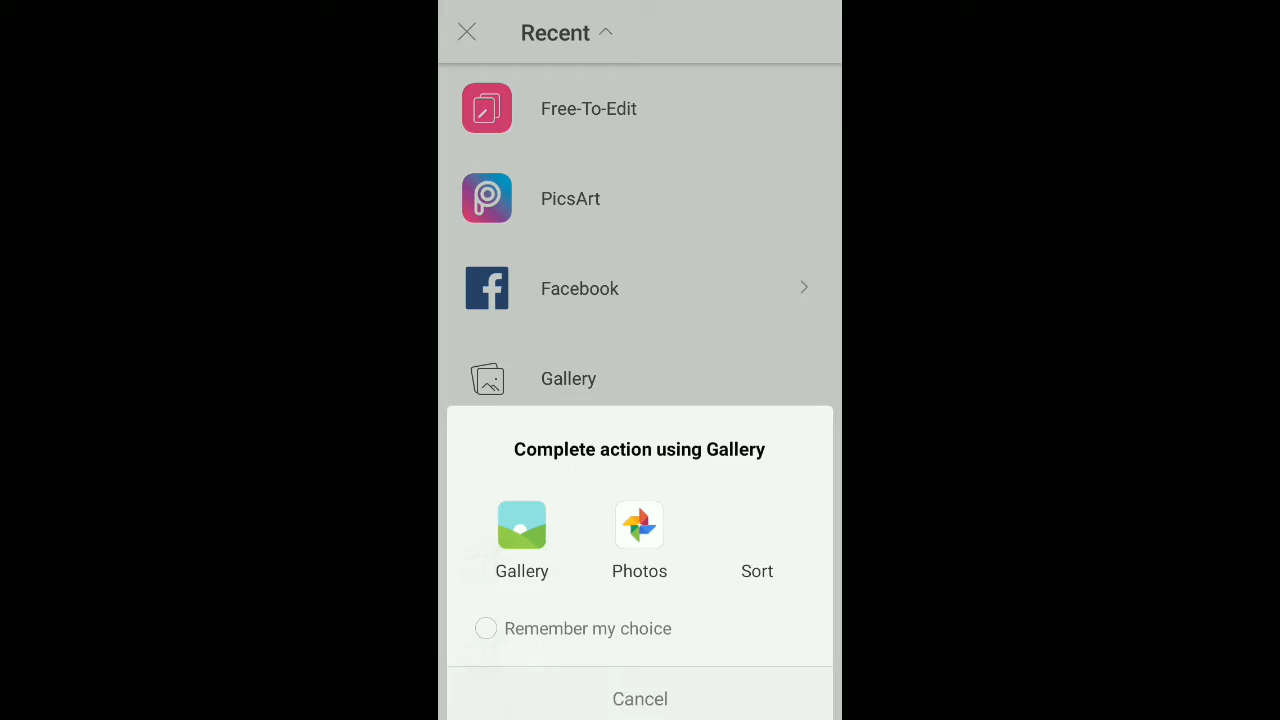 Recent
Free-To-Edit
PicsArt
Facebook
Gallery
Complete action using Gallery
Gallery Photos Sort
Remember my choice
Cancel